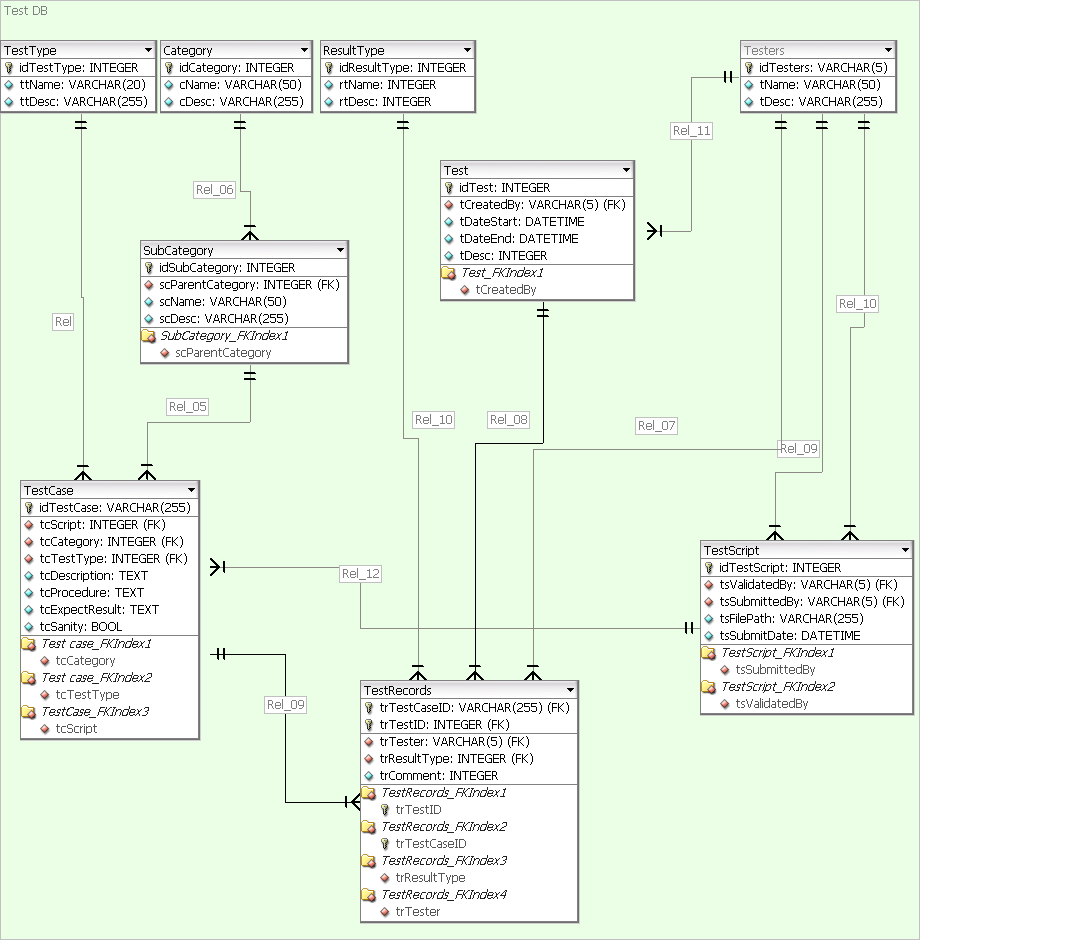 Test DB
TestType
idTestType: INTEGER
ttName: VARCHAR(20)
ttDesc: VARCHAR(255)
Category
idCategory: INTEGER
cName: VARCHAR(50)
cDesc: VARCHAR(255)
ResultType
idResultType: INTEGER
rtName: INTEGER
rtDesc: INTEGER
Testers
idTesters: VARCHAR(5)
tName: VARCHAR(50)
tDesc: VARCHAR(255)
Rel_11
Test
idTest: INTEGER
tCreatedBy: VARCHAR(5) (FK)
tDateStart: DATETIME
tDateEnd: DATETIME
tDesc: INTEGER
Test_FKIndex1
tCreatedBy
Rel_06
SubCategory
idSubCategory: INTEGER
scParentCategory: INTEGER (FK)
scName: VARCHAR(50)
scDesc: VARCHAR(255)
SubCategory_FKIndex1
scParentCategory
Rel_10
Rel
Rel_05
Rel_10
Rel_08
Rel_07
Rel_09
TestCase
idTestCase: VARCHAR(255)
tcScript: INTEGER (FK)
tcCategory: INTEGER (FK)
tcTestType: INTEGER (FK)
tcDescription: TEXT
tcProcedure: TEXT
tcExpectResult: TEXT
tcSanity: BOOL
Test case_FKIndex1
tcCategory
Test case_FKIndex2
tcTestType
TestCase_FKIndex3
tcScript
Rel_12
TestScript
idTestScript: INTEGER
tsValidatedBy: VARCHAR(5) (FK)
tsSubmittedBy: VARCHAR(5) (FK)
tsFilePath: VARCHAR(255)
tsSubmitDate: DATETIME
TestScript_FKIndex1
tsSubmittedBy
TestScript_FKIndex2
tsValidatedBy
Rel_09
TestRecords
trTestCaseID: VARCHAR(255) (FK)
trTestID: INTEGER (FK)
trTester: VARCHAR(5) (FK)
trResultType: INTEGER (FK)
trComment: INTEGER
TestRecords_FKIndex1
trTestID
TestRecords_FKIndex2
trTestCaseID
TestRecords_FKIndex3
trResultType
TestRecords_FKIndex4
trTester